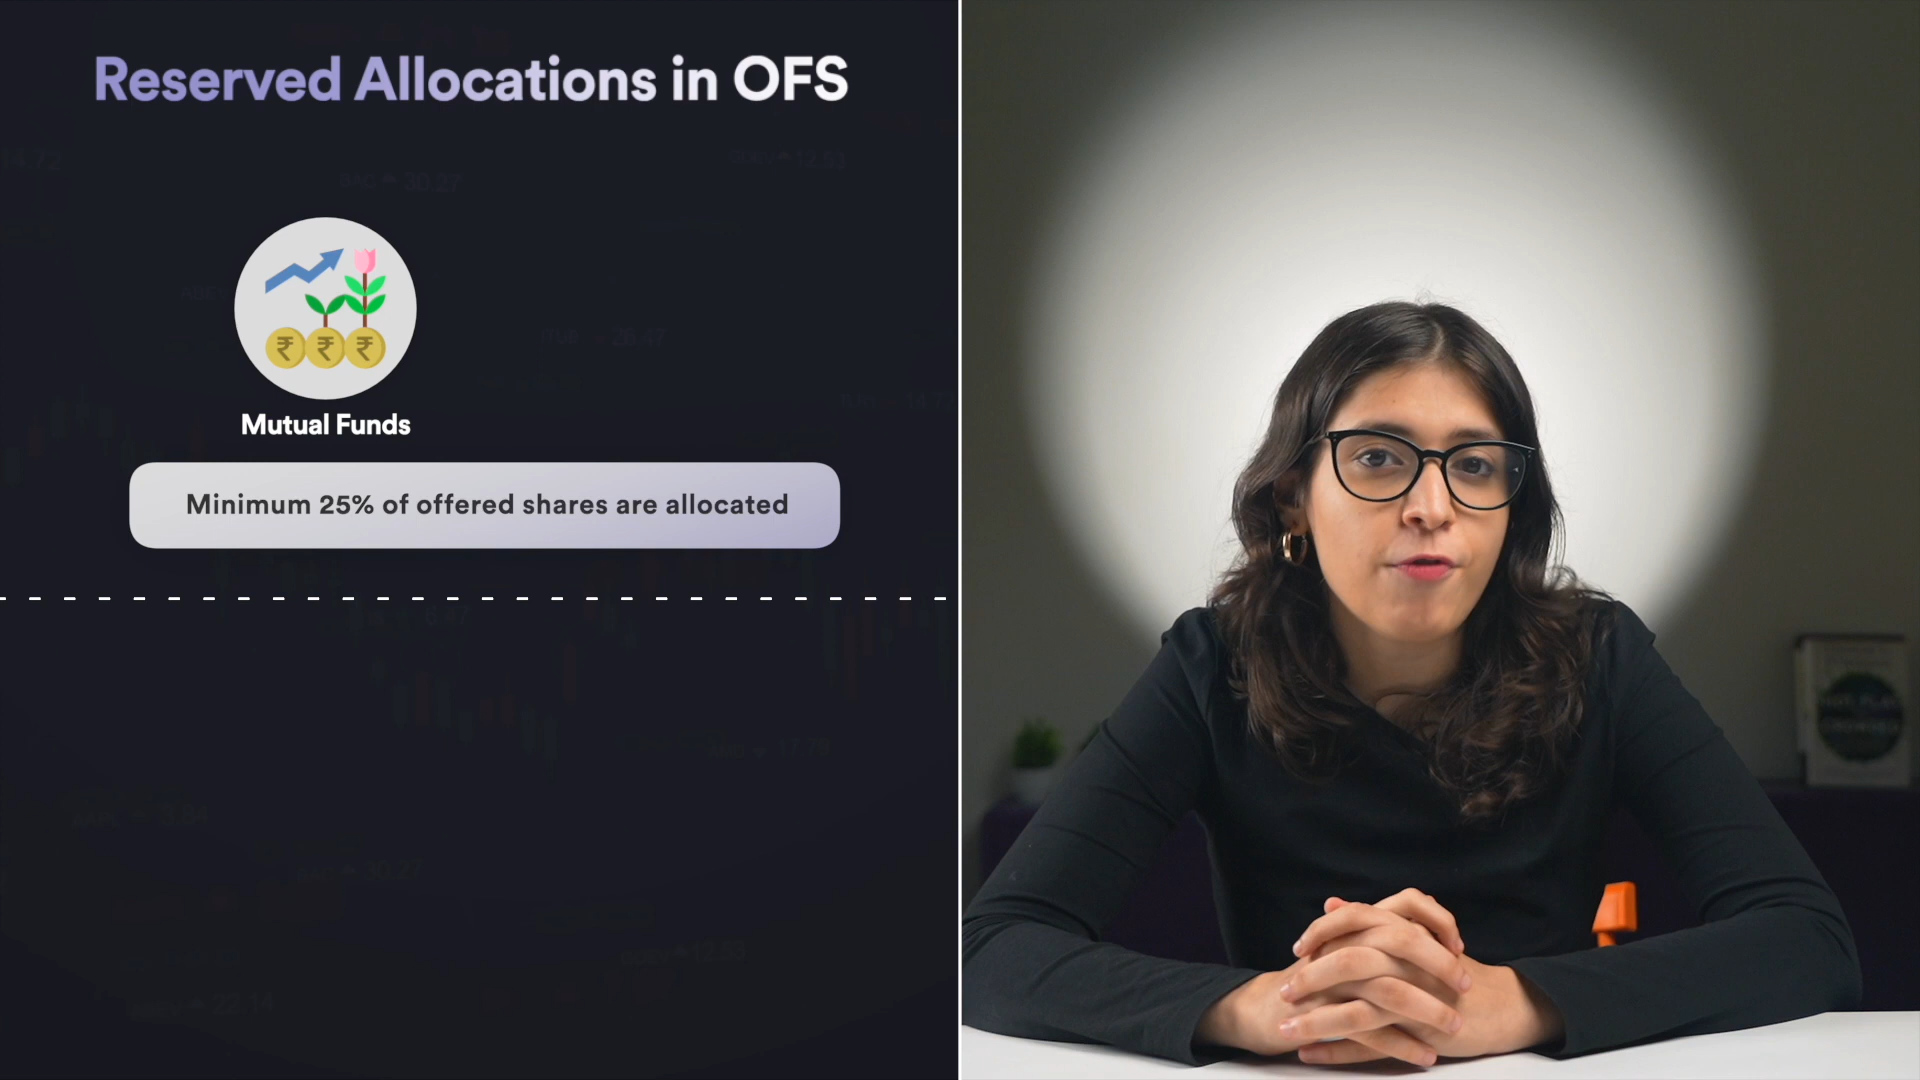 Reserved Allocations in OFS
Mutual Funds
Minimum 25% of offered shares are allocated